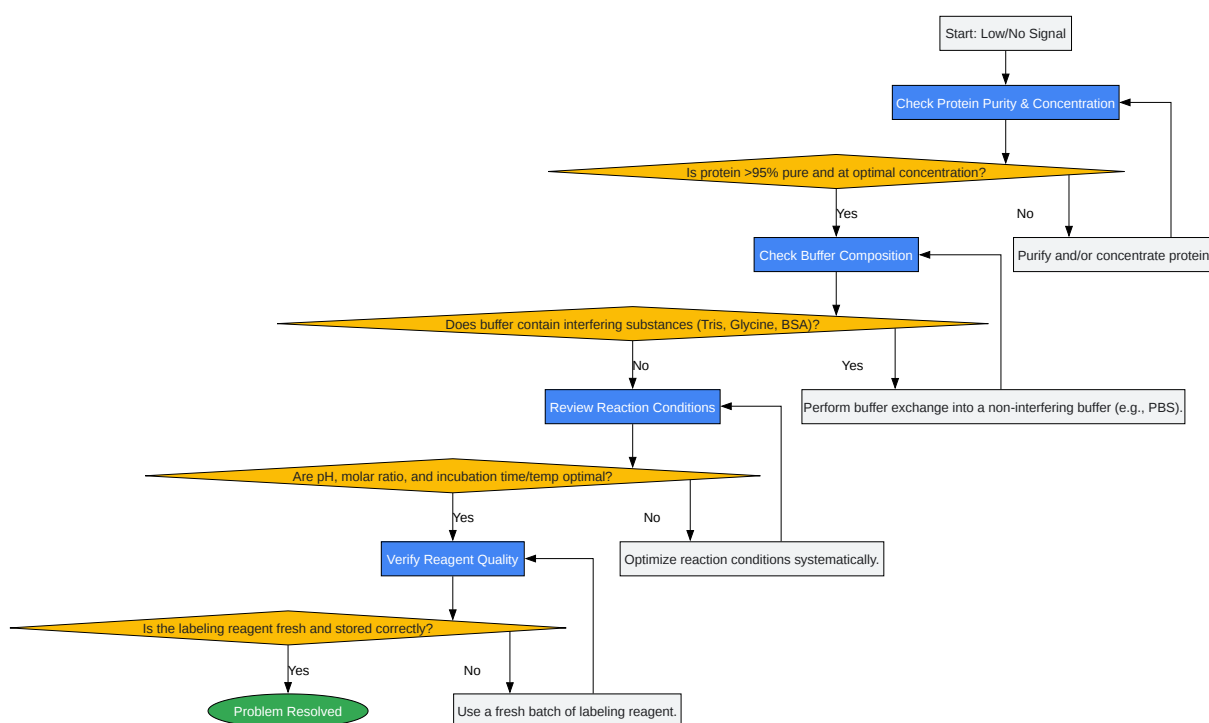 Start: Low/No Signal
Check Protein Purity & Concentration
Is protein >95% pure and at optimal concentration?
Yes
No
Check Buffer Composition
Purify and/or concentrate protein
Does buffer contain interfering substances (Tris, Glycine, BSA)?
No
Yes
Review Reaction Conditions
Perform buffer exchange into a non-interfering buffer (e.g., PBS).
Are pH, molar ratio, and incubation time/temp optimal?
Yes
No
Verify Reagent Quality
Optimize reaction conditions systematically.
Is the labeling reagent fresh and stored correctly?
Yes
No
Problem Resolved
Use a fresh batch of labeling reagent.